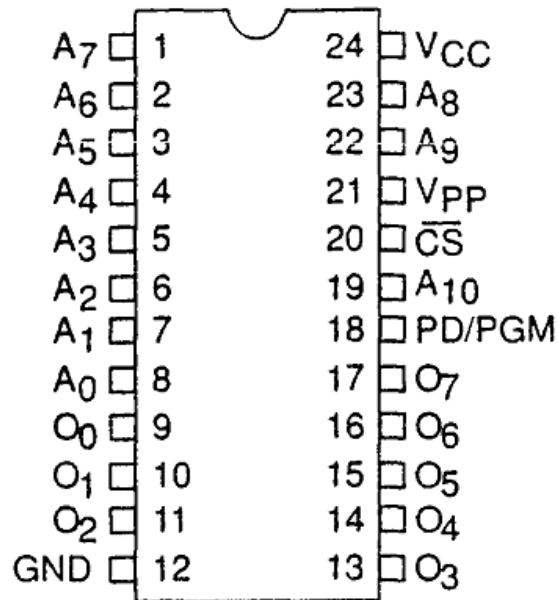 A7 1 24 VCC
A6 2 23 A8
A5 3 22 A9
A4 4 21 VPP
A3 5 20 C̅S̅
A2 6 19 A10
A1 7 18 PD/PGM
A0 8 17 O7
O0 9 16 O6
O1 10 15 O5
O2 11 14 O4
GND 12 13 O3